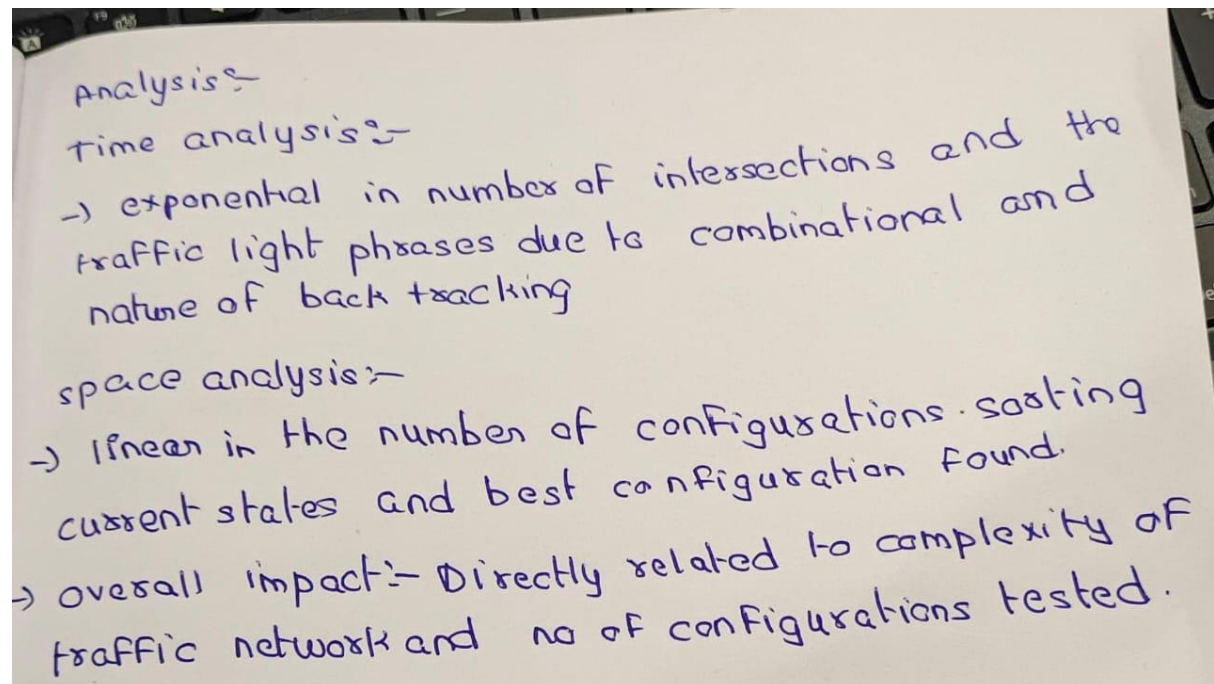 Analysis:-
Time analysis:-
→ exponential in number of intersections and the
traffic light phrases due to combinational and
nature of back tracking
space analysis:-
→ linear in the number of configurations. sorting
current states and best configuration found.
→ overall impact:- Directly related to complexity of
traffic network and no of configurations tested.